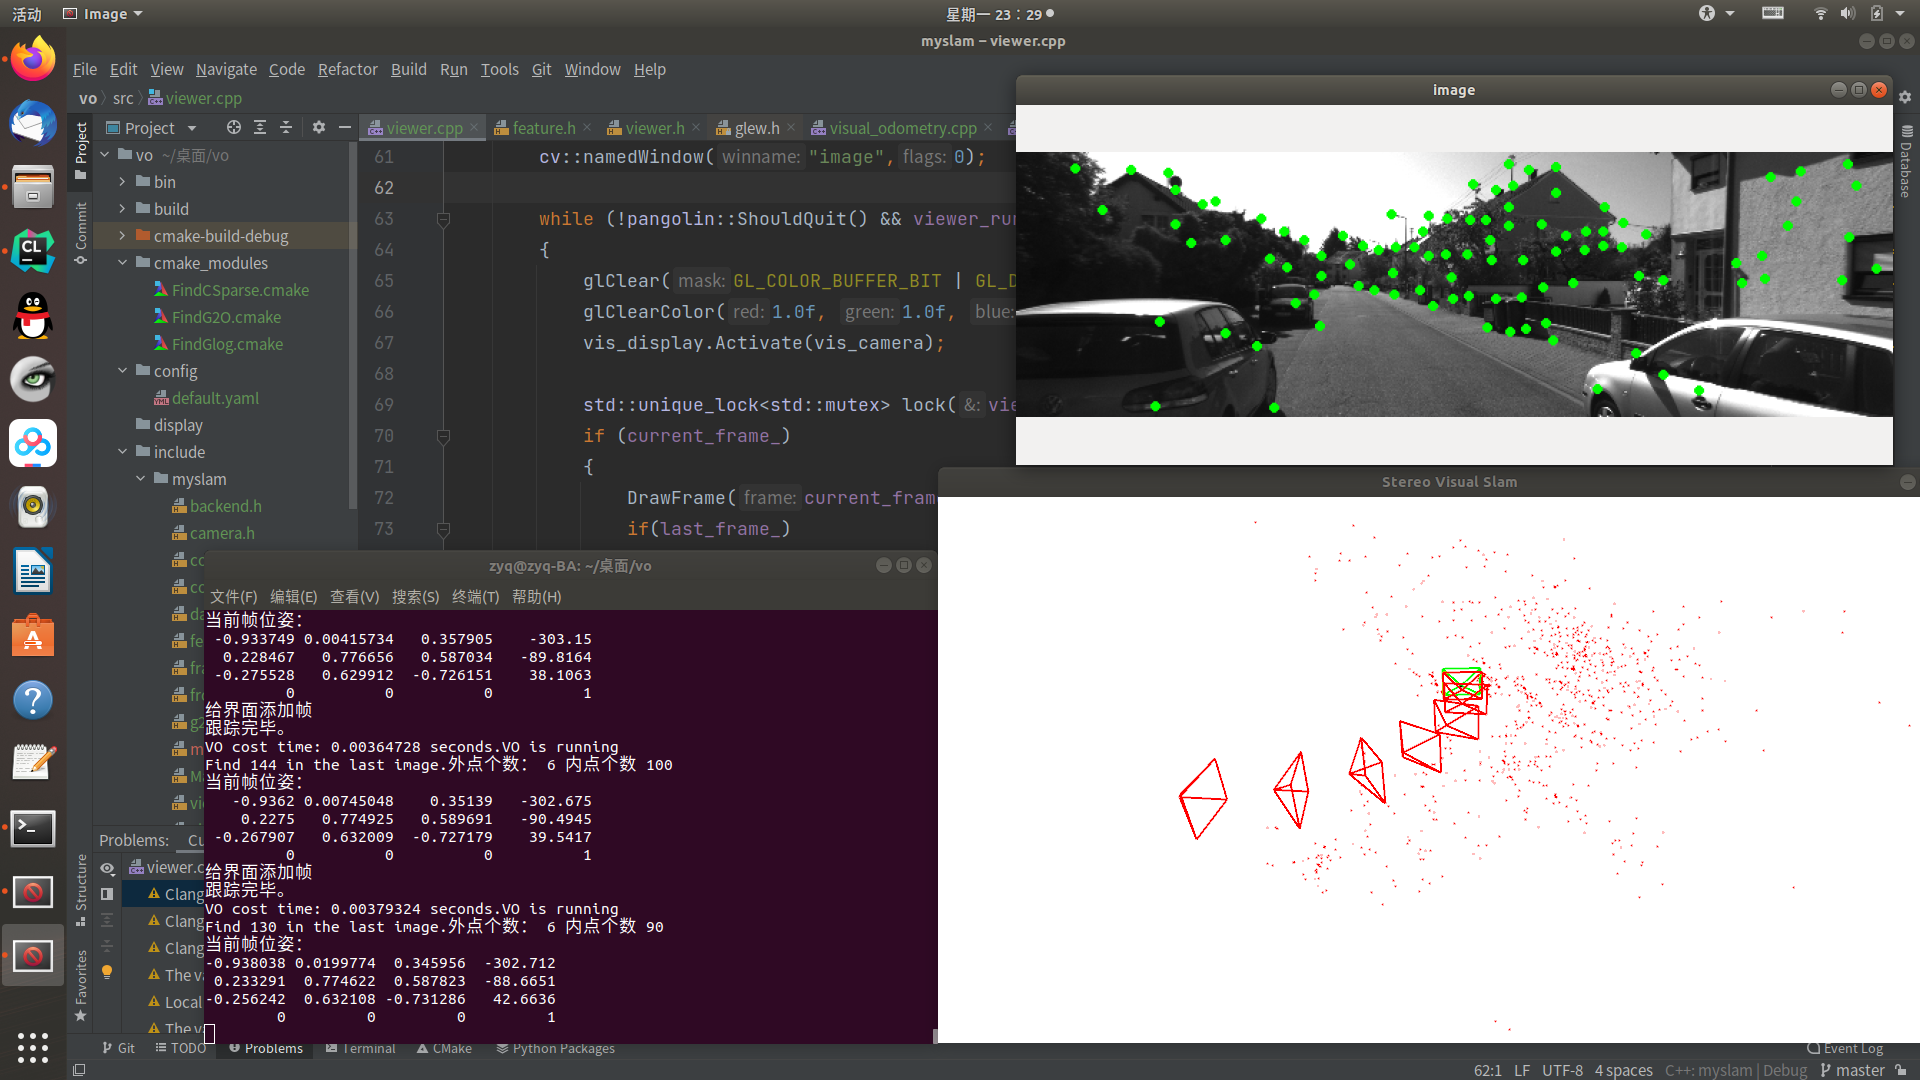 活动 Image 星期一 23：29
myslam – viewer.cpp
File Edit View Navigate Code Refactor Build Run Tools Git Window Help
vo src viewer.cpp
Project
viewer.cpp feature.h viewer.h glew.h visual_odometry.cpp
vo ~/桌面/vo
bin
build
cmake-build-debug
cmake_modules
FindCSparse.cmake
FindG2O.cmake
FindGlog.cmake
config
default.yaml
display
include
myslam
backend.h
camera.h
Project
Commit
Structure
Favorites
Database
61 cv::namedWindow( winname: "image", flags: 0);
62
63 while (!pangolin::ShouldQuit() && viewer_ru
64 {
65 glClear( mask: GL_COLOR_BUFFER_BIT | GL_D
66 glClearColor( red: 1.0f, green: 1.0f, blue:
67 vis_display.Activate(vis_camera);
68
69 std::unique_lock<std::mutex> lock( &: vie
70 if (current_frame_)
71 {
72 DrawFrame( frame: current_fram
73 if(last_frame_)
image
Stereo Visual Slam
zyq@zyq-BA: ~/桌面/vo
文件(F) 编辑(E) 查看(V) 搜索(S) 终端(T) 帮助(H)
当前帧位姿：
-0.933749 0.00415734 0.357905 -303.15
0.228467 0.776656 0.587034 -89.8164
-0.275528 0.629912 -0.726151 38.1063
0 0 0 1
给界面添加帧
跟踪完毕。
VO cost time: 0.00364728 seconds.VO is running
Find 144 in the last image.外点个数： 6 内点个数 100
当前帧位姿：
-0.9362 0.00745048 0.35139 -302.675
0.2275 0.774925 0.589691 -90.4945
-0.267907 0.632009 -0.727179 39.5417
0 0 0 1
给界面添加帧
跟踪完毕。
VO cost time: 0.00379324 seconds.VO is running
Find 130 in the last image.外点个数： 6 内点个数 90
当前帧位姿：
-0.938038 0.0199774 0.345956 -302.712
0.233291 0.774622 0.587823 -88.6651
-0.256242 0.632108 -0.731286 42.6636
0 0 0 1
Problems: Cu
viewer.c
Clang
Clang
Clang
The va
Local
The va
Git TODO Problems Terminal CMake Python Packages Event Log
62:1 LF UTF-8 4 spaces C++: myslam | Debug master